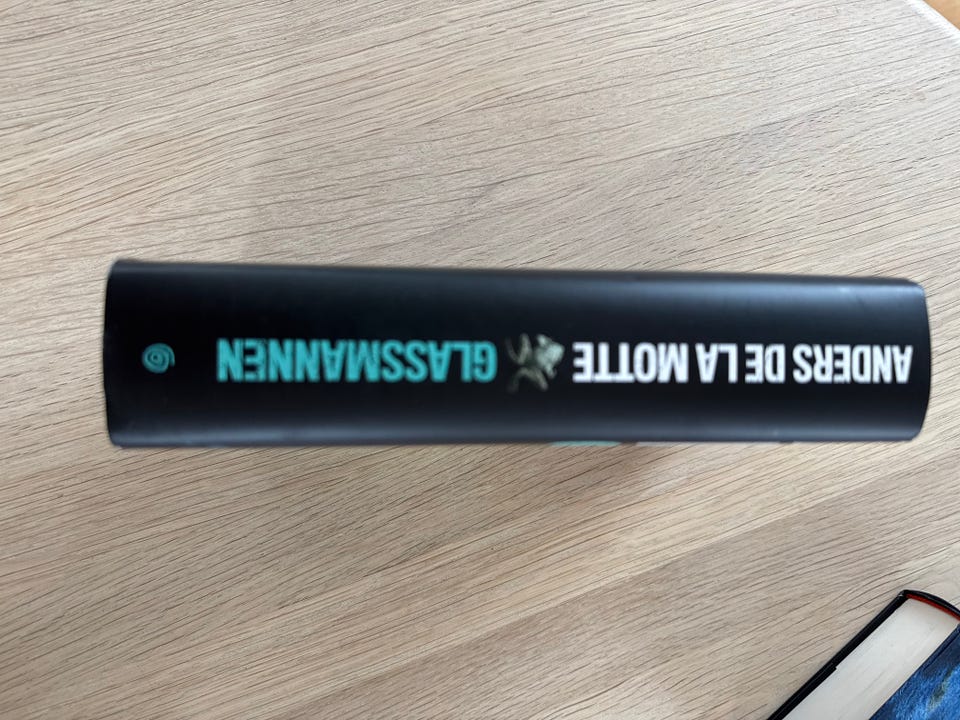 ANDERS DE LA MOTTE GLASSMANNEN